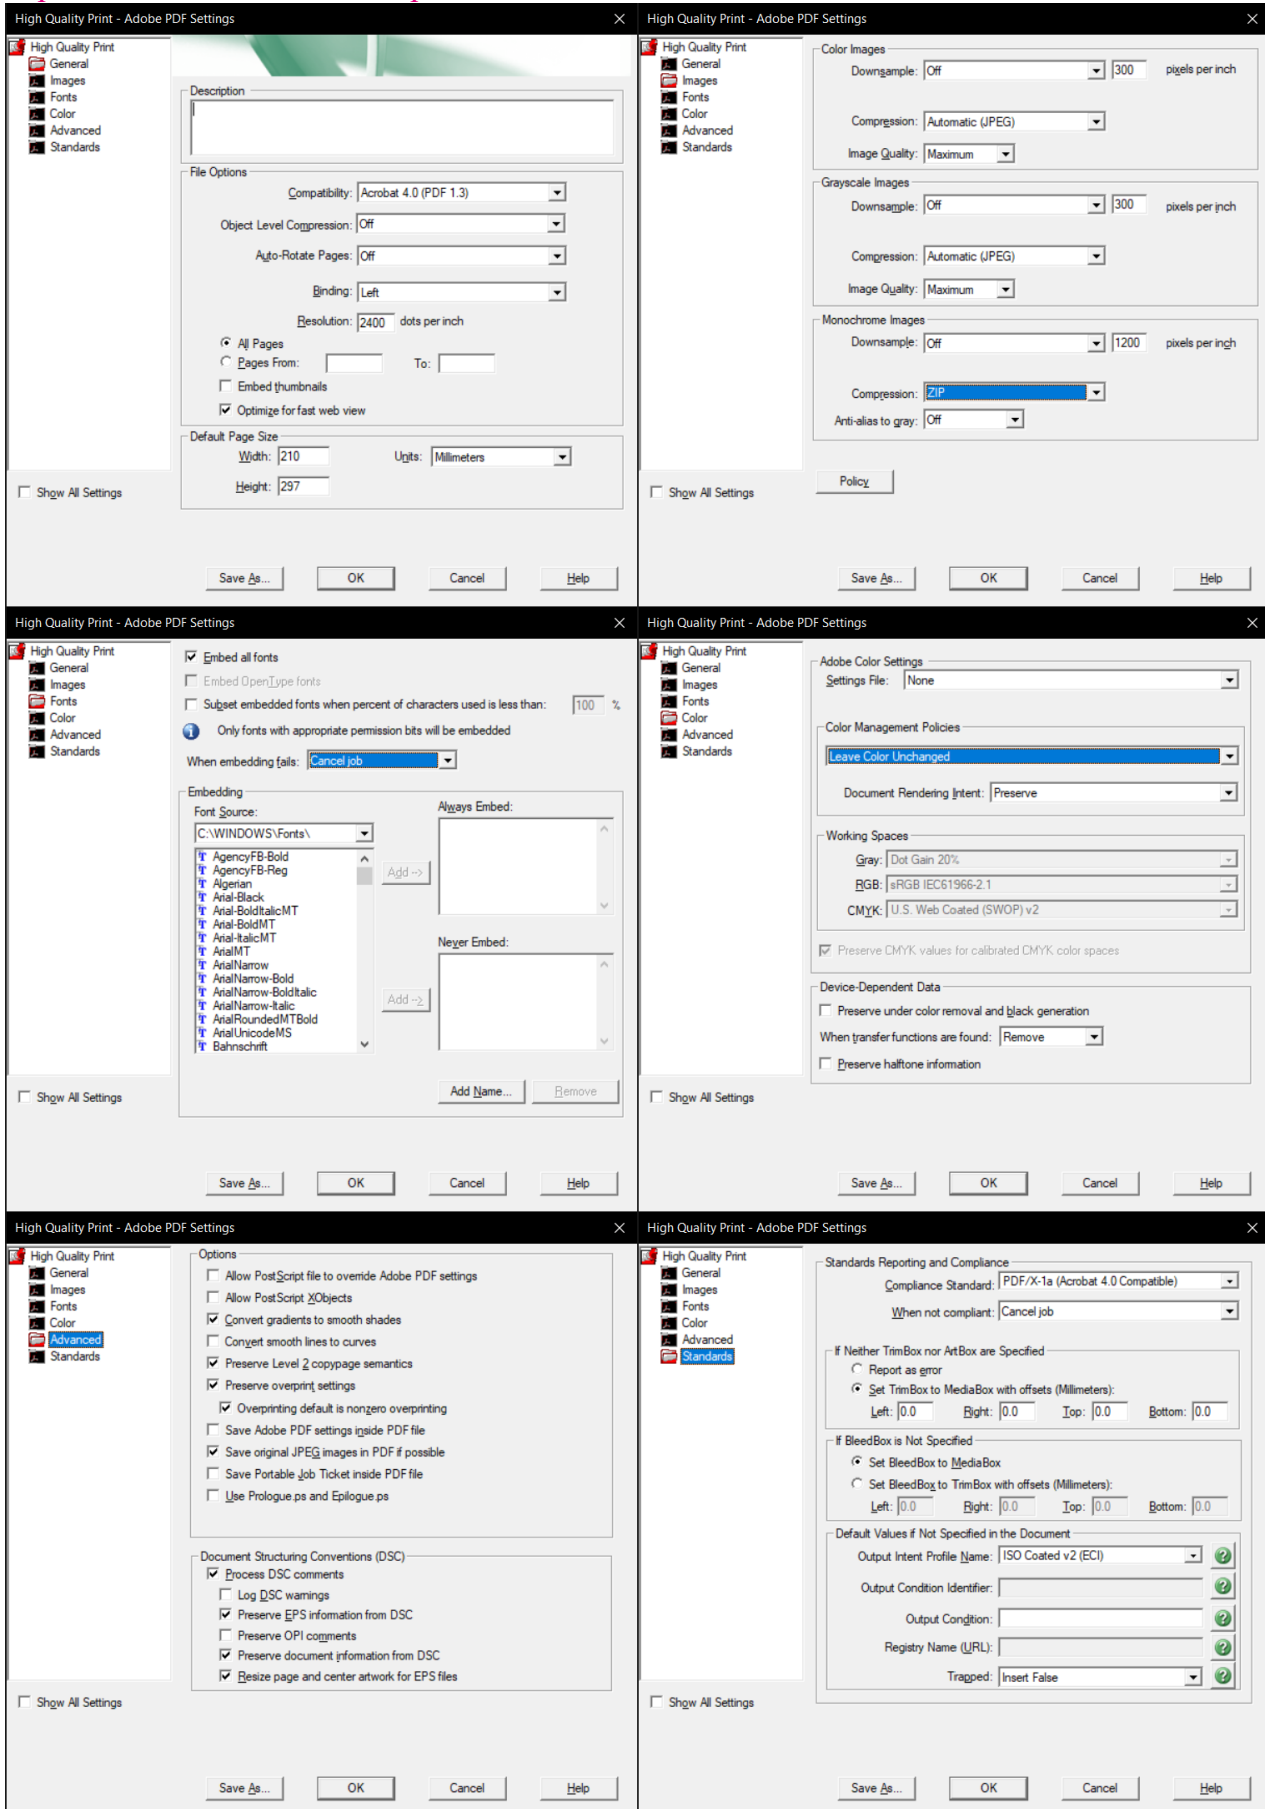 High Quality Print - Adobe PDF Settings
High Quality Print
General
Images
Fonts
Color
Advanced
Standards
Show All Settings
Description
File Options
Compatibility: Acrobat 4.0 (PDF 1.3)
Object Level Compression: Off
Auto-Rotate Pages: Off
Binding: Left
Resolution: 2400 dots per inch
All Pages
Pages From: To:
Embed thumbnails
Optimize for fast web view
Default Page Size
Width: 210 Units: Millimeters
Height: 297
Save As... OK Cancel Help
High Quality Print - Adobe PDF Settings
High Quality Print
General
Images
Fonts
Color
Advanced
Standards
Show All Settings
Color Images
Downsample: Off 300 pixels per inch
Compression: Automatic (JPEG)
Image Quality: Maximum
Grayscale Images
Downsample: Off 300 pixels per inch
Compression: Automatic (JPEG)
Image Quality: Maximum
Monochrome Images
Downsample: Off 1200 pixels per inch
Compression: ZIP
Anti-alias to gray: Off
Policy
Save As... OK Cancel Help
High Quality Print - Adobe PDF Settings
High Quality Print
General
Images
Fonts
Color
Advanced
Standards
Show All Settings
Embed all fonts
Embed OpenType fonts
Subset embedded fonts when percent of characters used is less than: 100 %
Only fonts with appropriate permission bits will be embedded
When embedding fails: Cancel job
Embedding
Font Source:
C:\WINDOWS\Fonts\
AgencyFB-Bold
AgencyFB-Reg
Algerian
Arial-Black
Arial-BoldItalicMT
Arial-BoldMT
Arial-ItalicMT
ArialMT
ArialNarrow
ArialNarrow-Bold
ArialNarrow-BoldItalic
ArialNarrow-Italic
ArialRoundedMTBold
ArialUnicodeMS
Bahnschrift
Add ->
Add ->
Always Embed:
Never Embed:
Add Name... Remove
Save As... OK Cancel Help
High Quality Print - Adobe PDF Settings
High Quality Print
General
Images
Fonts
Color
Advanced
Standards
Show All Settings
Adobe Color Settings
Settings File: None
Color Management Policies
Leave Color Unchanged
Document Rendering Intent: Preserve
Working Spaces
Gray: Dot Gain 20%
RGB: sRGB IEC61966-2.1
CMYK: U.S. Web Coated (SWOP) v2
Preserve CMYK values for calibrated CMYK color spaces
Device-Dependent Data
Preserve under color removal and black generation
When transfer functions are found: Remove
Preserve halftone information
Save As... OK Cancel Help
High Quality Print - Adobe PDF Settings
High Quality Print
General
Images
Fonts
Color
Advanced
Standards
Show All Settings
Options
Allow PostScript file to override Adobe PDF settings
Allow PostScript XObjects
Convert gradients to smooth shades
Convert smooth lines to curves
Preserve Level 2 copypage semantics
Preserve overprint settings
Overprinting default is nonzero overprinting
Save Adobe PDF settings inside PDF file
Save original JPEG images in PDF if possible
Save Portable Job Ticket inside PDF file
Use Prologue.ps and Epilogue.ps
Document Structuring Conventions (DSC)
Process DSC comments
Log DSC warnings
Preserve EPS information from DSC
Preserve OPI comments
Preserve document information from DSC
Resize page and center artwork for EPS files
Save As... OK Cancel Help
High Quality Print - Adobe PDF Settings
High Quality Print
General
Images
Fonts
Color
Advanced
Standards
Show All Settings
Standards Reporting and Compliance
Compliance Standard: PDF/X-1a (Acrobat 4.0 Compatible)
When not compliant: Cancel job
If Neither TrimBox nor ArtBox are Specified
Report as error
Set TrimBox to MediaBox with offsets (Millimeters):
Left: 0.0 Right: 0.0 Top: 0.0 Bottom: 0.0
If BleedBox is Not Specified
Set BleedBox to MediaBox
Set BleedBox to TrimBox with offsets (Millimeters):
Left: 0.0 Right: 0.0 Top: 0.0 Bottom: 0.0
Default Values if Not Specified in the Document
Output Intent Profile Name: ISO Coated v2 (ECI)
Output Condition Identifier:
Output Condition:
Registry Name (URL):
Trapped: Insert False
Save As... OK Cancel Help